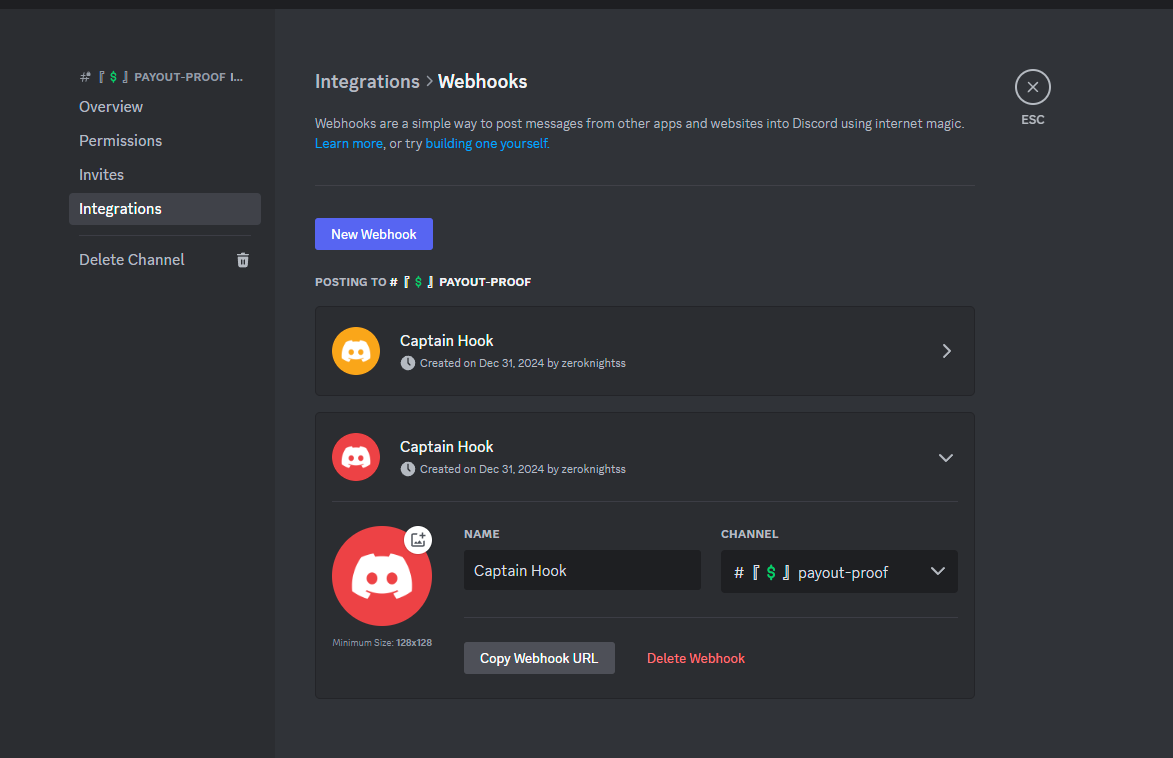 # 『 $ 』 PAYOUT-PROOF I...
Overview
Permissions
Invites
Integrations
Delete Channel
Integrations > Webhooks
ESC
Webhooks are a simple way to post messages from other apps and websites into Discord using internet magic.
Learn more, or try building one yourself.
New Webhook
POSTING TO # 『 $ 』 PAYOUT-PROOF
Captain Hook
Created on Dec 31, 2024 by zeroknightss
Captain Hook
Created on Dec 31, 2024 by zeroknightss
Minimum Size: 128x128
NAME
Captain Hook
CHANNEL
# 『 $ 』 payout-proof
Copy Webhook URL
Delete Webhook